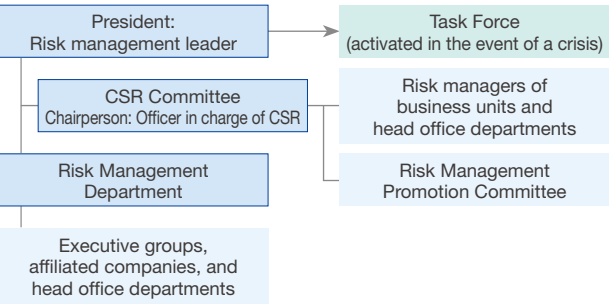 President:
Risk management leader
Task Force
(activated in the event of a crisis)
CSR Committee
Chairperson: Officer in charge of CSR
Risk managers of
business units and
head office departments
Risk Management
Department
Risk Management
Promotion Committee
Executive groups,
affiliated companies, and
head office departments